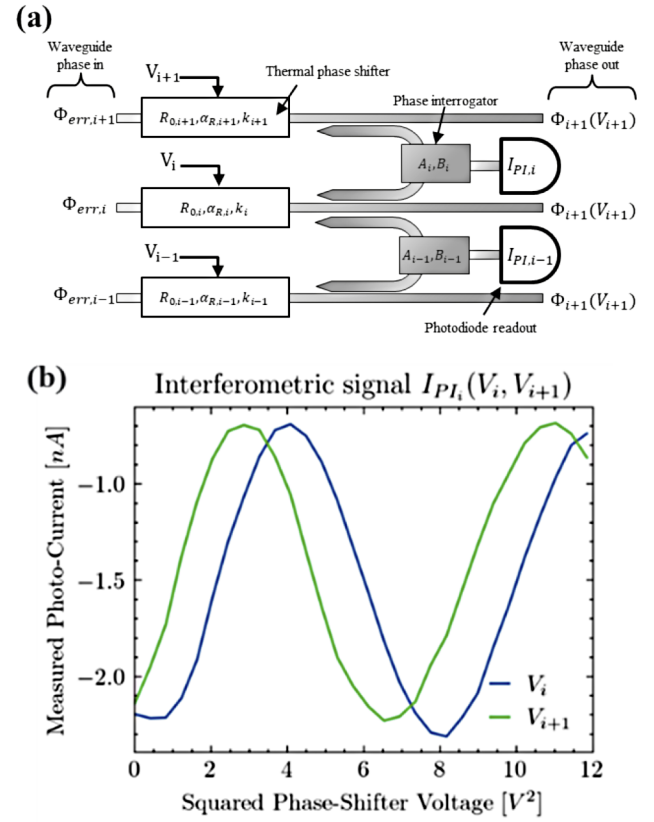 (a)
Waveguide
phase in
Waveguide
phase out
V_{i+1}
Thermal phase shifter
Φ_{err,i+1}
R_{0,i+1},α_{R,i+1},k_{i+1}
Phase interrogator
Φ_{i+1}(V_{i+1})
V_i
A_i,B_i
I_{PI,i}
Φ_{err,i}
R_{0,i},α_{R,i},k_i
Φ_{i+1}(V_{i+1})
V_{i-1}
A_{i-1},B_{i-1}
I_{PI,i-1}
Φ_{err,i-1}
R_{0,i-1},α_{R,i-1},k_{i-1}
Φ_{i+1}(V_{i+1})
Photodiode readout
(b)
Interferometric signal I_{PI_i}(V_i, V_{i+1})
Measured Photo-Current [nA]
−1.0
−1.5
−2.0
V_i
V_{i+1}
0 2 4 6 8 10 12
Squared Phase-Shifter Voltage [V^2]